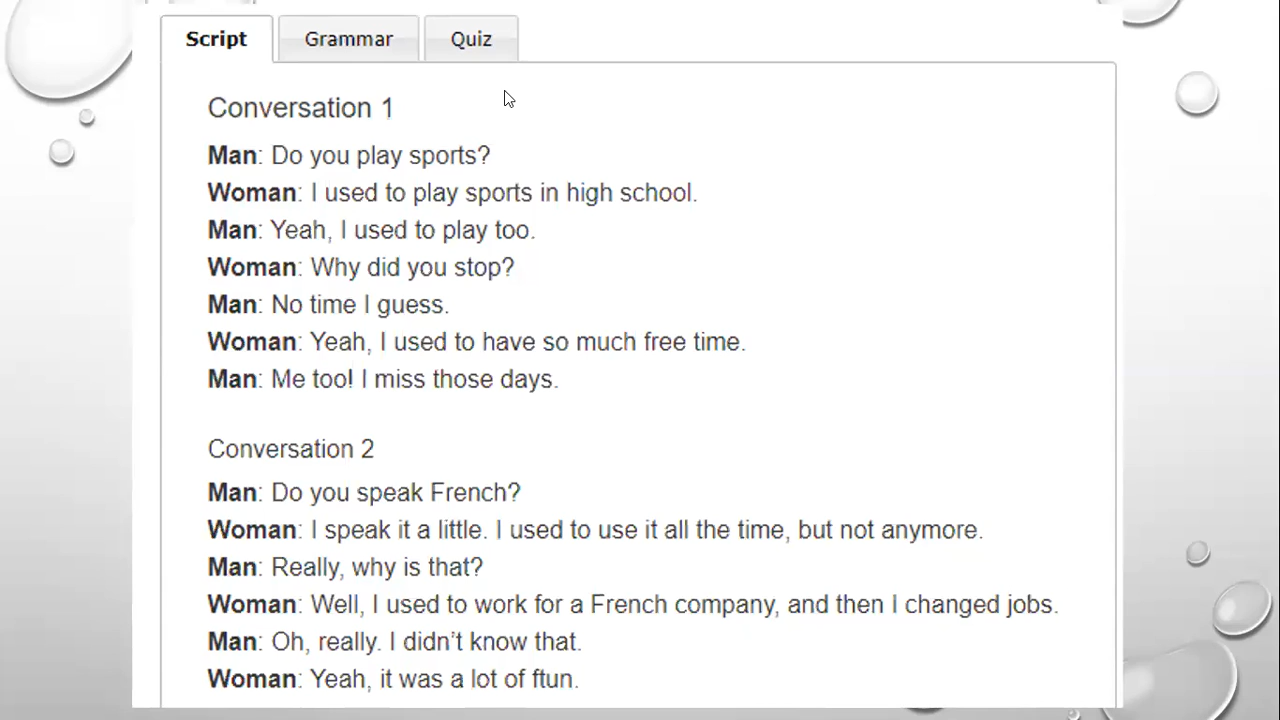 Script Grammar Quiz
Conversation 1
Man: Do you play sports?
Woman: I used to play sports in high school.
Man: Yeah, I used to play too.
Woman: Why did you stop?
Man: No time I guess.
Woman: Yeah, I used to have so much free time.
Man: Me too! I miss those days.
Conversation 2
Man: Do you speak French?
Woman: I speak it a little. I used to use it all the time, but not anymore.
Man: Really, why is that?
Woman: Well, I used to work for a French company, and then I changed jobs.
Man: Oh, really. I didn’t know that.
Woman: Yeah, it was a lot of ftun.